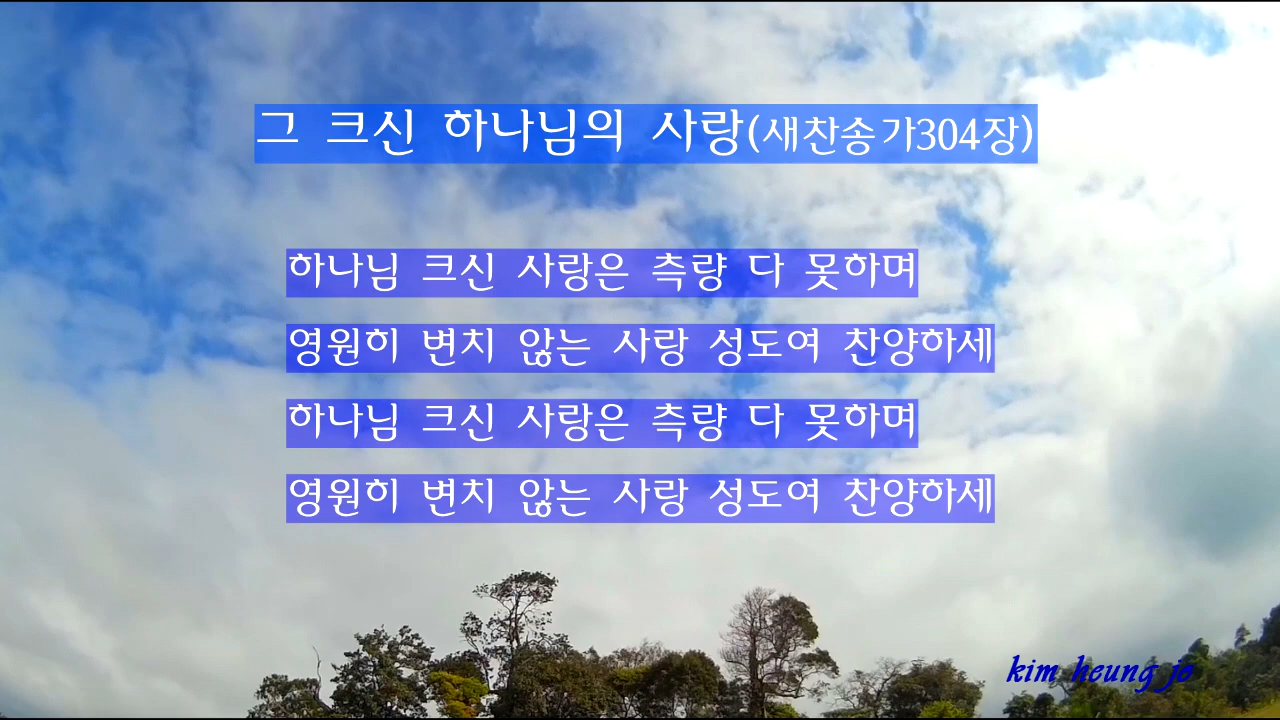 그 크신 하나님의 사랑(새찬송가304장)
하나님 크신 사랑은 측량 다 못하며
영원히 변치 않는 사랑 성도여 찬양하세
하나님 크신 사랑은 측량 다 못하며
영원히 변치 않는 사랑 성도여 찬양하세
kim heung jo